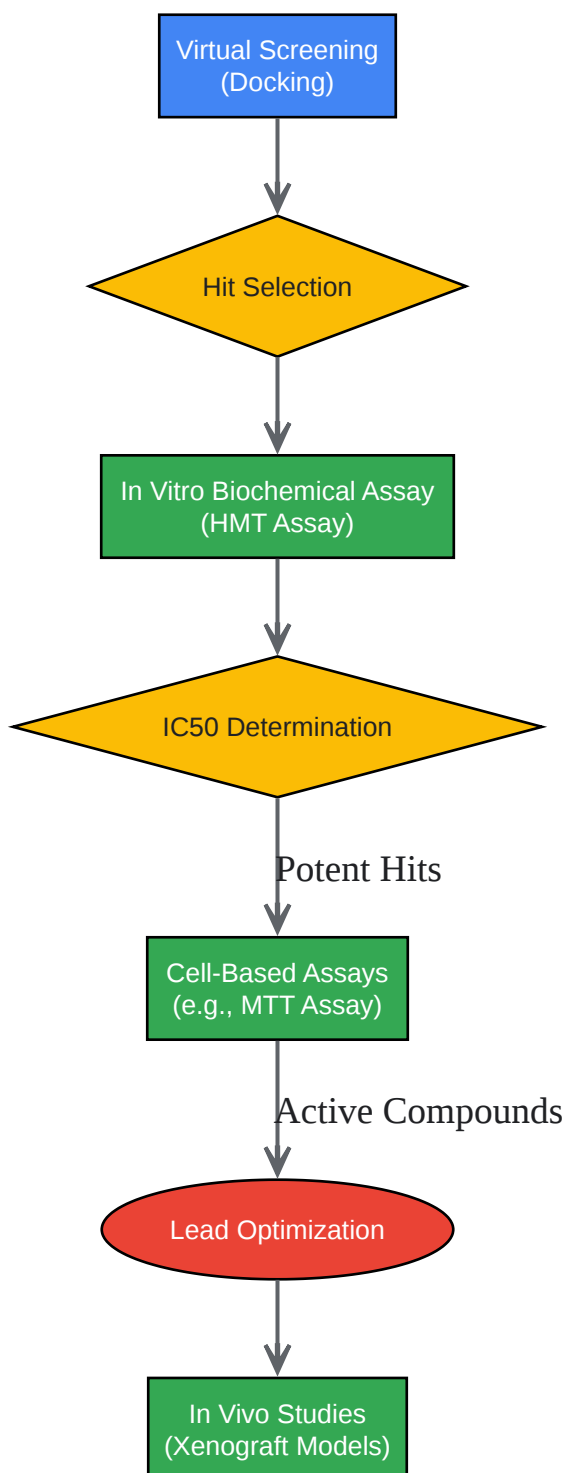 Virtual Screening
(Docking)
Hit Selection
In Vitro Biochemical Assay
(HMT Assay)
IC50 Determination
Potent Hits
Cell-Based Assays
(e.g., MTT Assay)
Active Compounds
Lead Optimization
In Vivo Studies
(Xenograft Models)